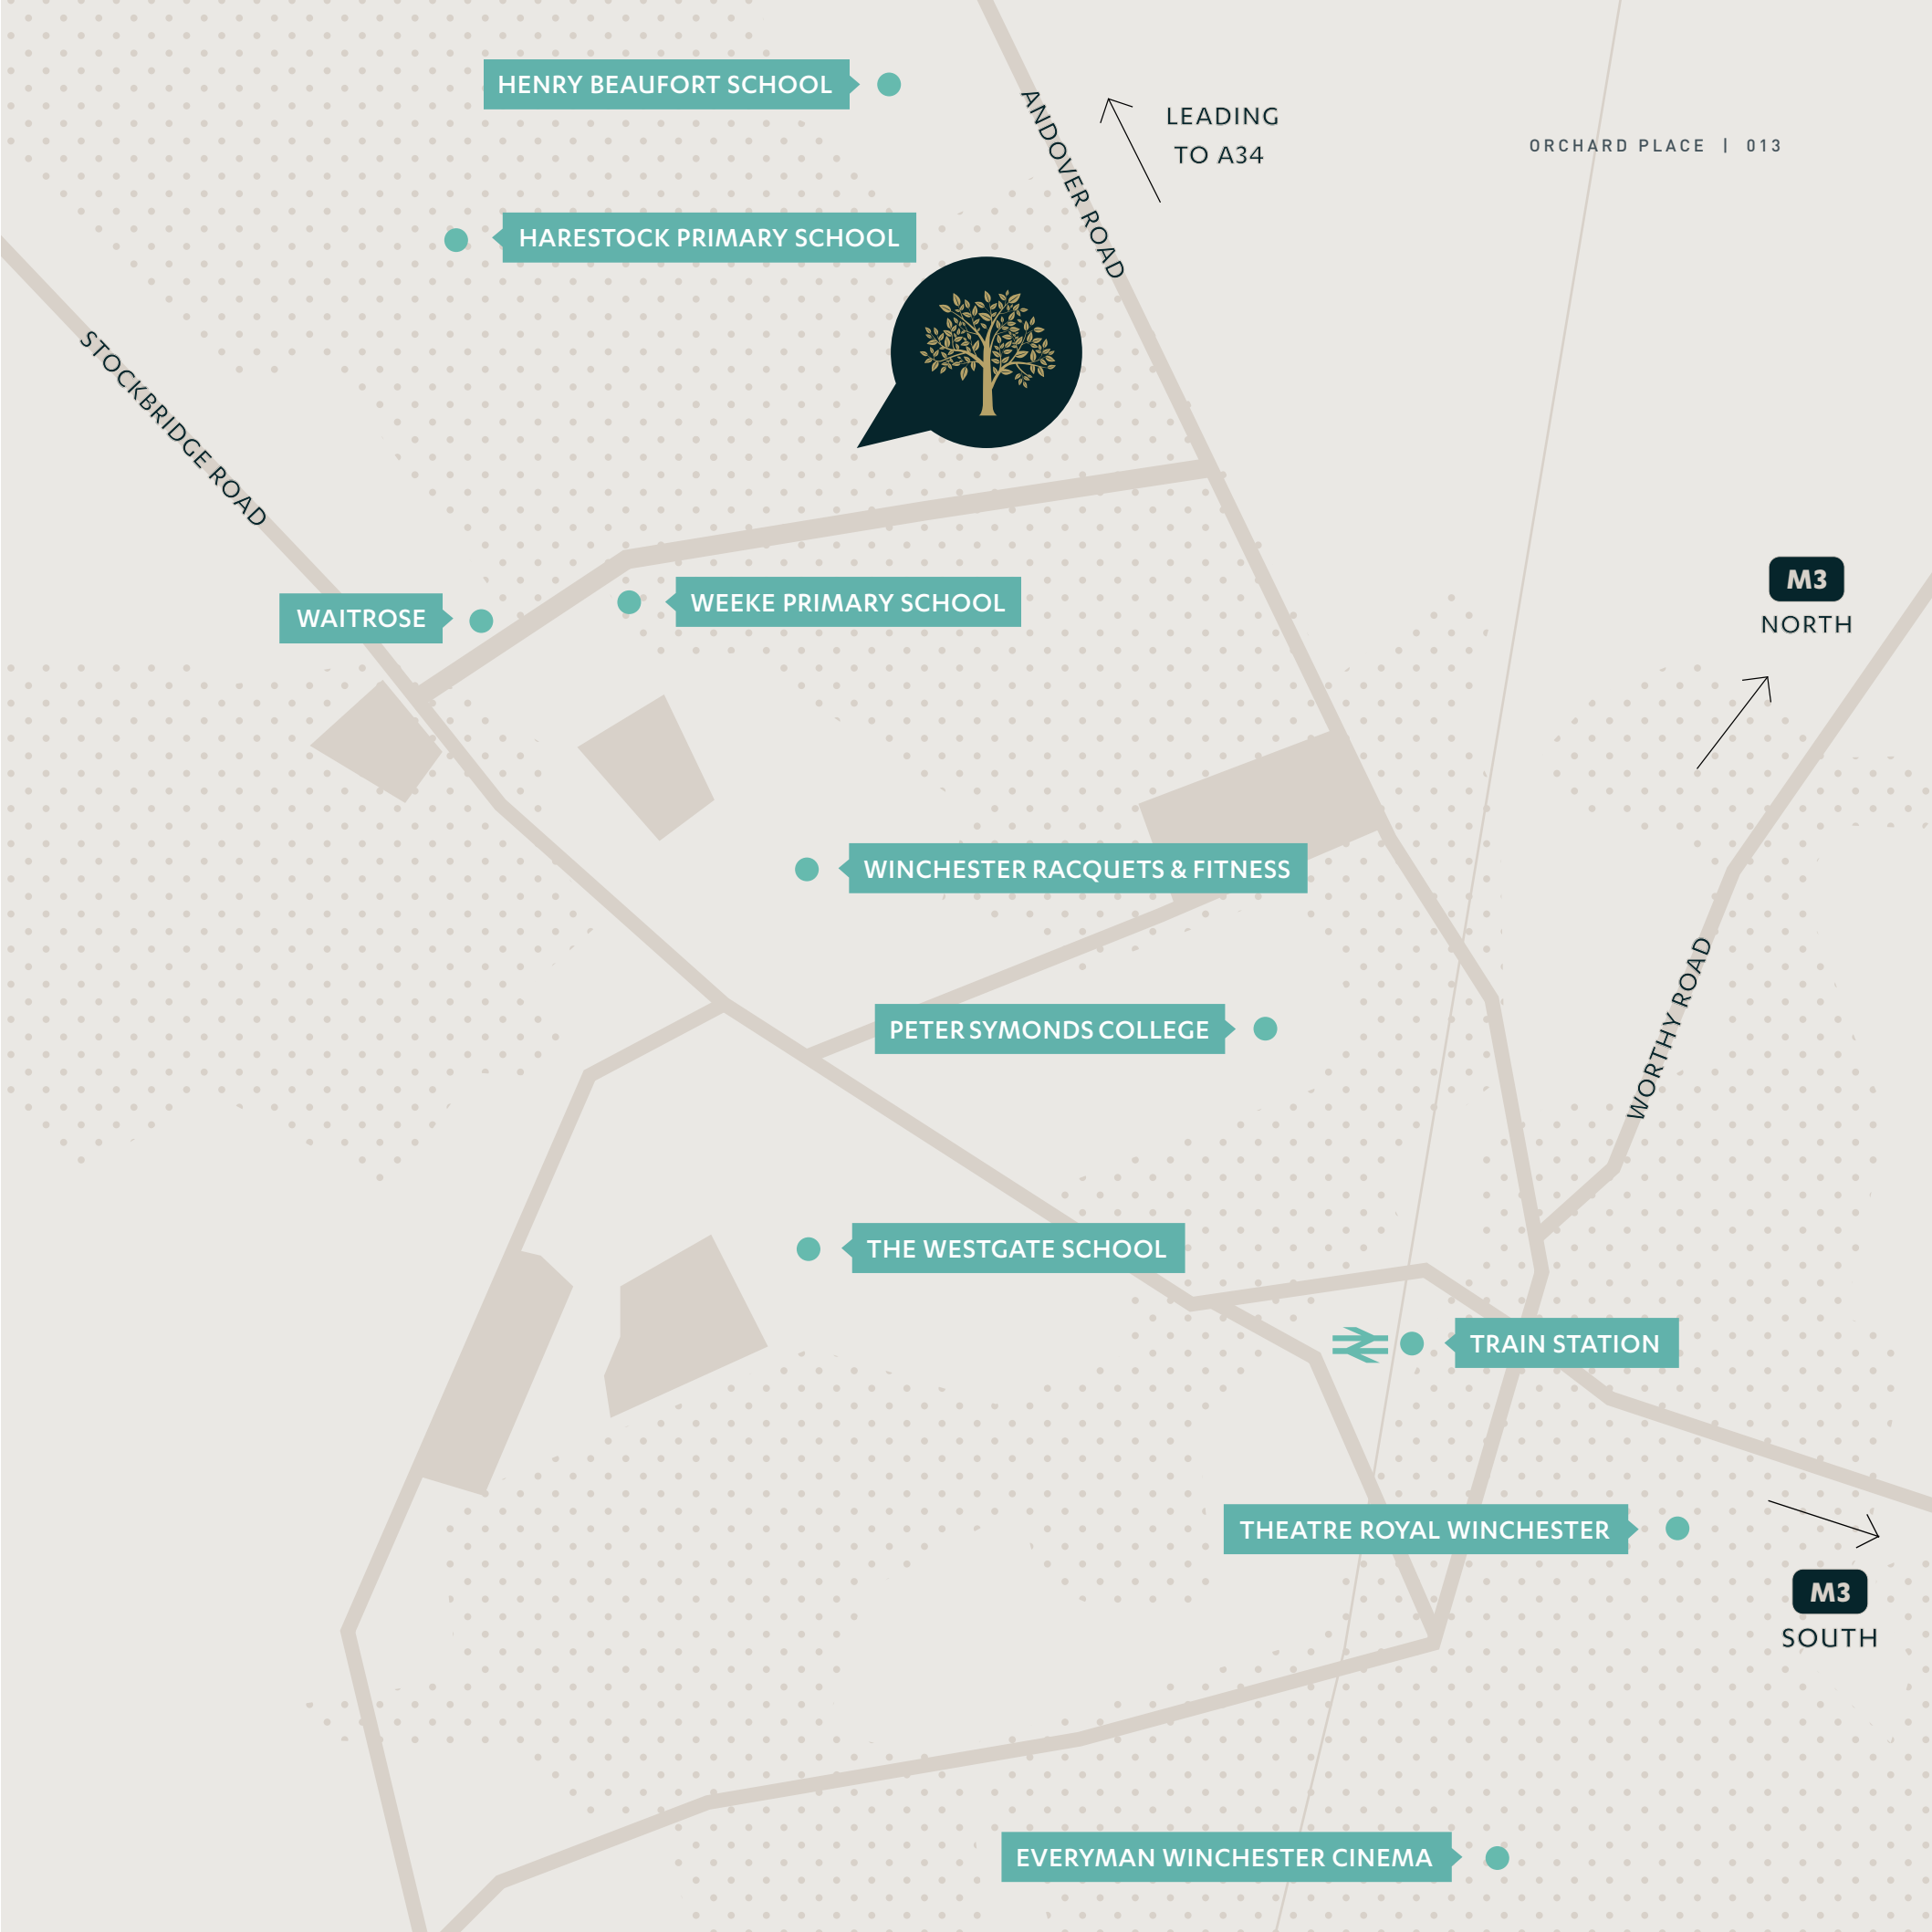 HENRY BEAUFORT SCHOOL
ANDOVER ROAD
LEADING
TO A34
ORCHARD PLACE | 013
HARESTOCK PRIMARY SCHOOL
STOCKBRIDGE ROAD
M3
NORTH
WAITROSE
WEEKE PRIMARY SCHOOL
WINCHESTER RACQUETS & FITNESS
WORTHY ROAD
PETER SYMONDS COLLEGE
THE WESTGATE SCHOOL
TRAIN STATION
THEATRE ROYAL WINCHESTER
M3
SOUTH
EVERYMAN WINCHESTER CINEMA